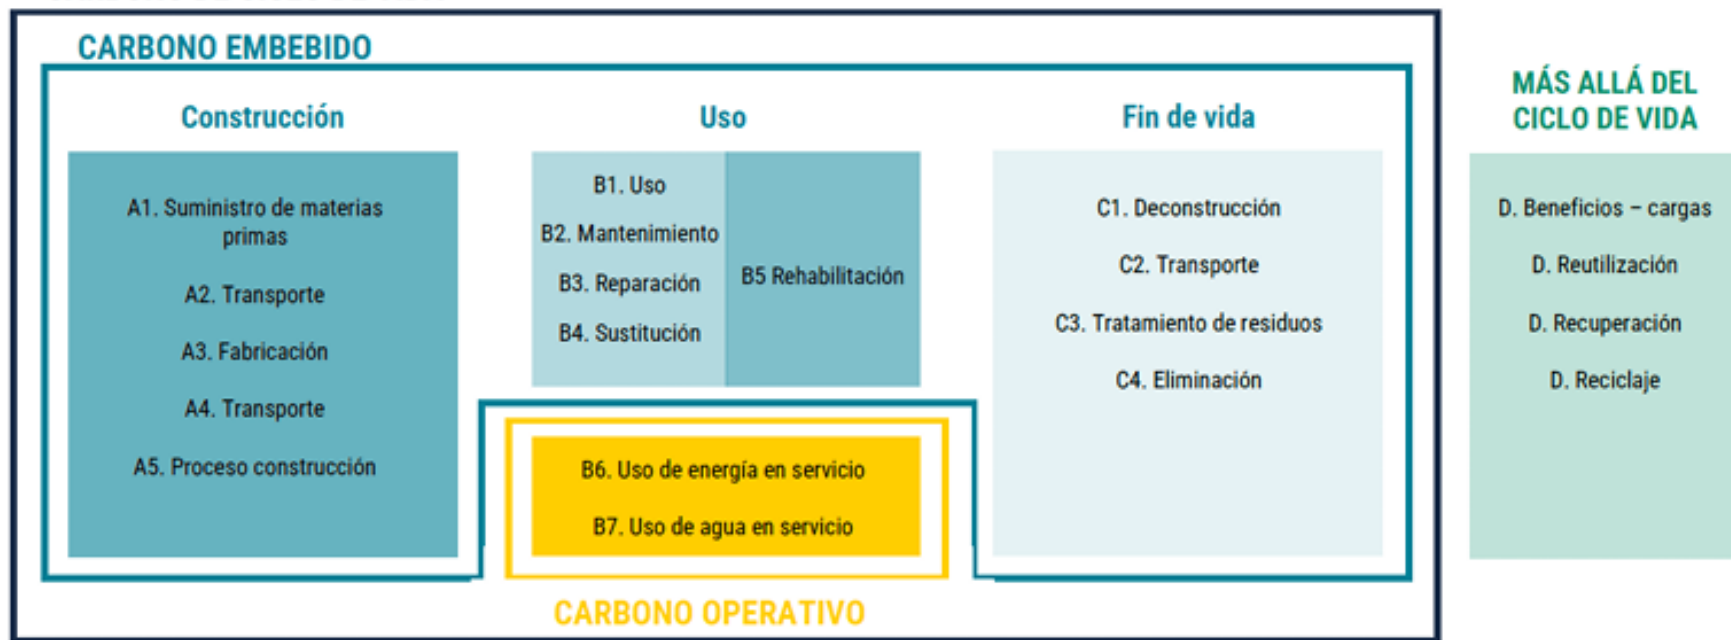 CARBONO EMBEBIDO
Construcción
A1. Suministro de materias
primas
A2. Transporte
A3. Fabricación
A4. Transporte
A5. Proceso construcción
Uso
B1. Uso
B2. Mantenimiento
B3. Reparación
B4. Sustitución
B5 Rehabilitación
B6. Uso de energía en servicio
B7. Uso de agua en servicio
CARBONO OPERATIVO
Fin de vida
C1. Deconstrucción
C2. Transporte
C3. Tratamiento de residuos
C4. Eliminación
MÁS ALLÁ DEL
CICLO DE VIDA
D. Beneficios – cargas
D. Reutilización
D. Recuperación
D. Reciclaje